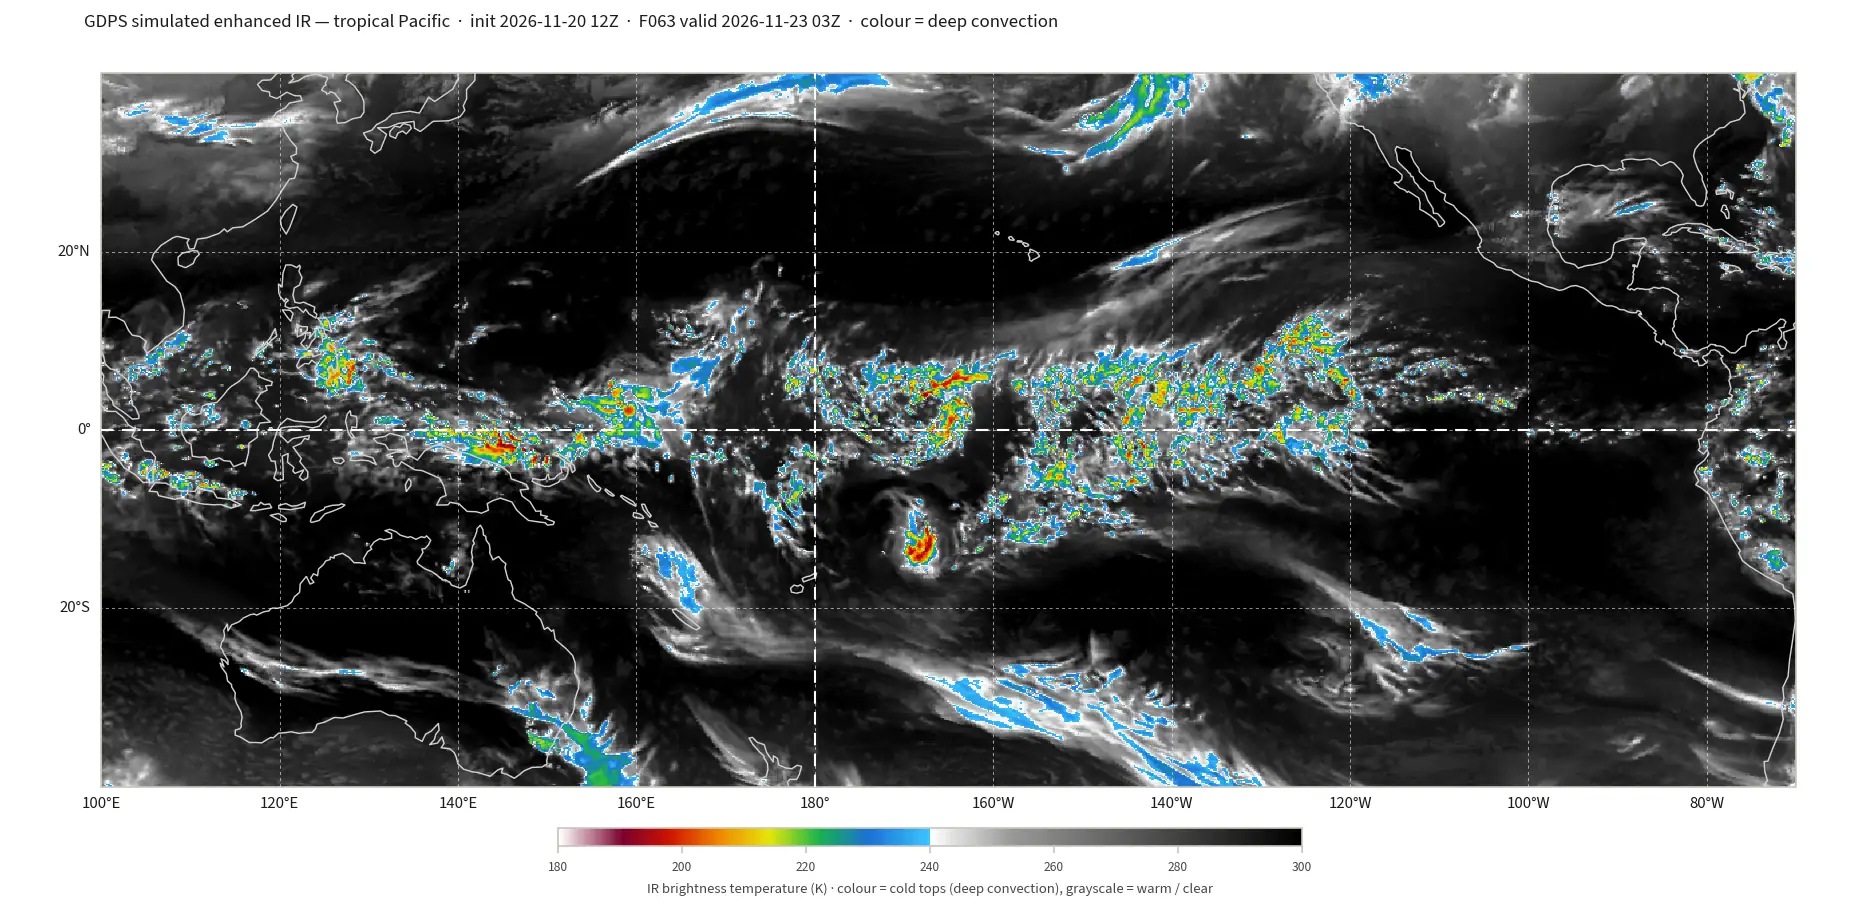 GDPS simulated enhanced IR — tropical Pacific · init 2026-11-20 12Z · F063 valid 2026-11-23 03Z · colour = deep convection
20°N
0°
20°S
100°E 120°E 140°E 160°E 180° 160°W 140°W 120°W 100°W 80°W
180 200 220 240 260 280 300
IR brightness temperature (K) · colour = cold tops (deep convection), grayscale = warm / clear